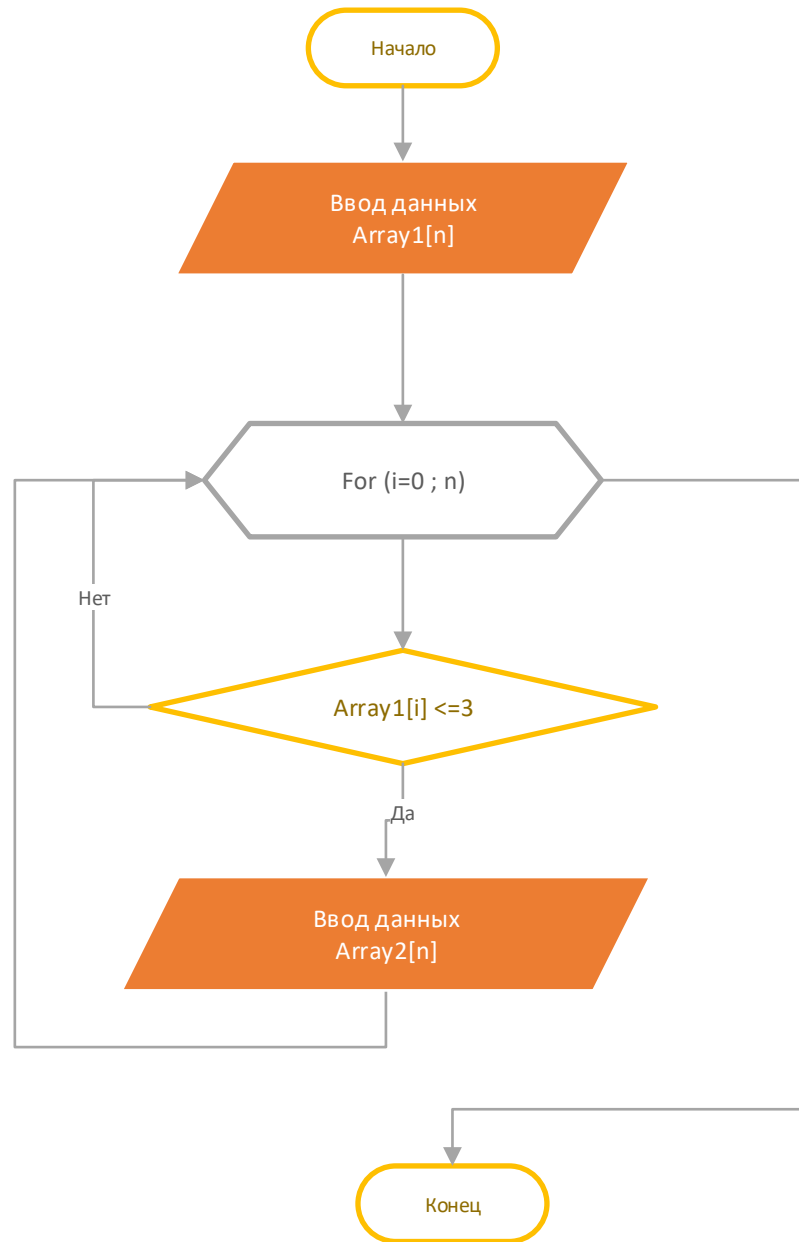 Начало
Ввод данных
Array1[n]
For (i=0 ; n)
Нет
Array1[i] <=3
Да
Ввод данных
Array2[n]
Конец